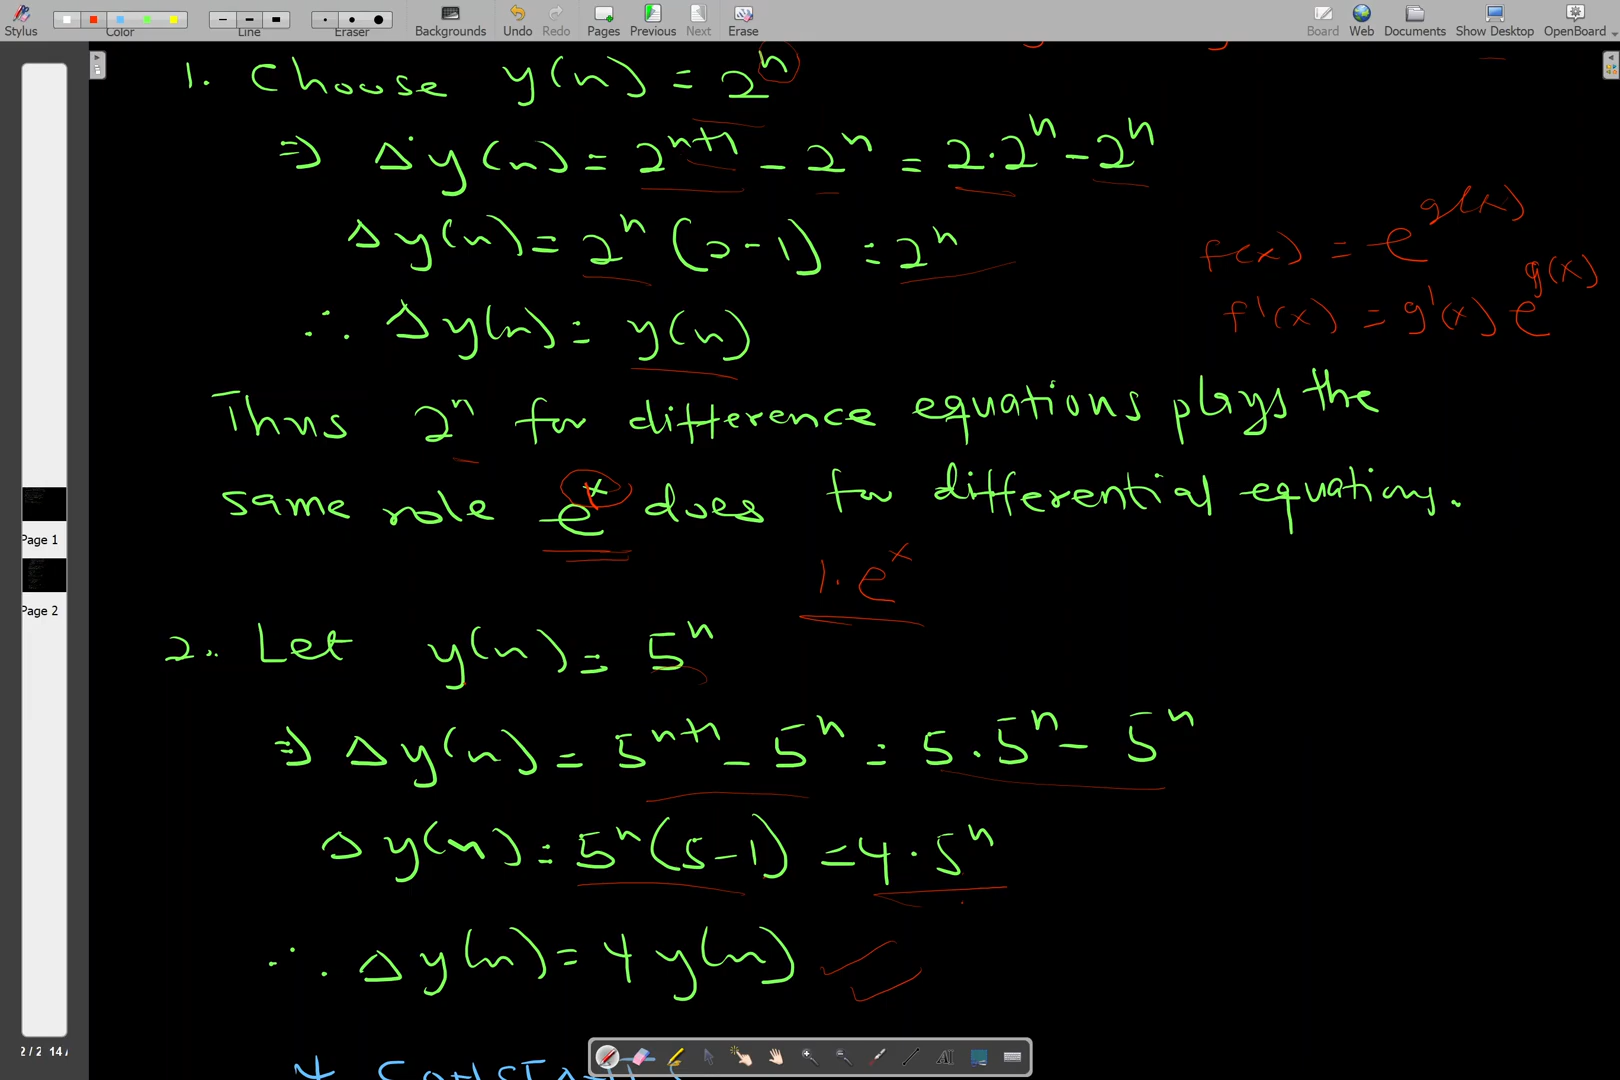 Stylus Color Line Eraser Backgrounds Undo Redo Pages Previous Next Erase Board Web Documents Show Desktop OpenBoard
1. Choose y(n) = 2^n
⇒ Δy(n) = 2^{n+1} - 2^n = 2·2^n - 2^n
Δy(n) = 2^n (2-1) = 2^n
f(x) = e^{g(x)}
f'(x) = g'(x) e^{g(x)}
∴ Δy(n) = y(n)
Thus 2^n for difference equations plays the
same role e^x does for differential equations.
1·e^x
2. Let y(n) = 5^n
⇒ Δy(n) = 5^{n+1} - 5^n = 5·5^n - 5^n
Δy(n) = 5^n(5-1) = 4·5^n
∴ Δy(n) = 4y(n)
Page 1
Page 2